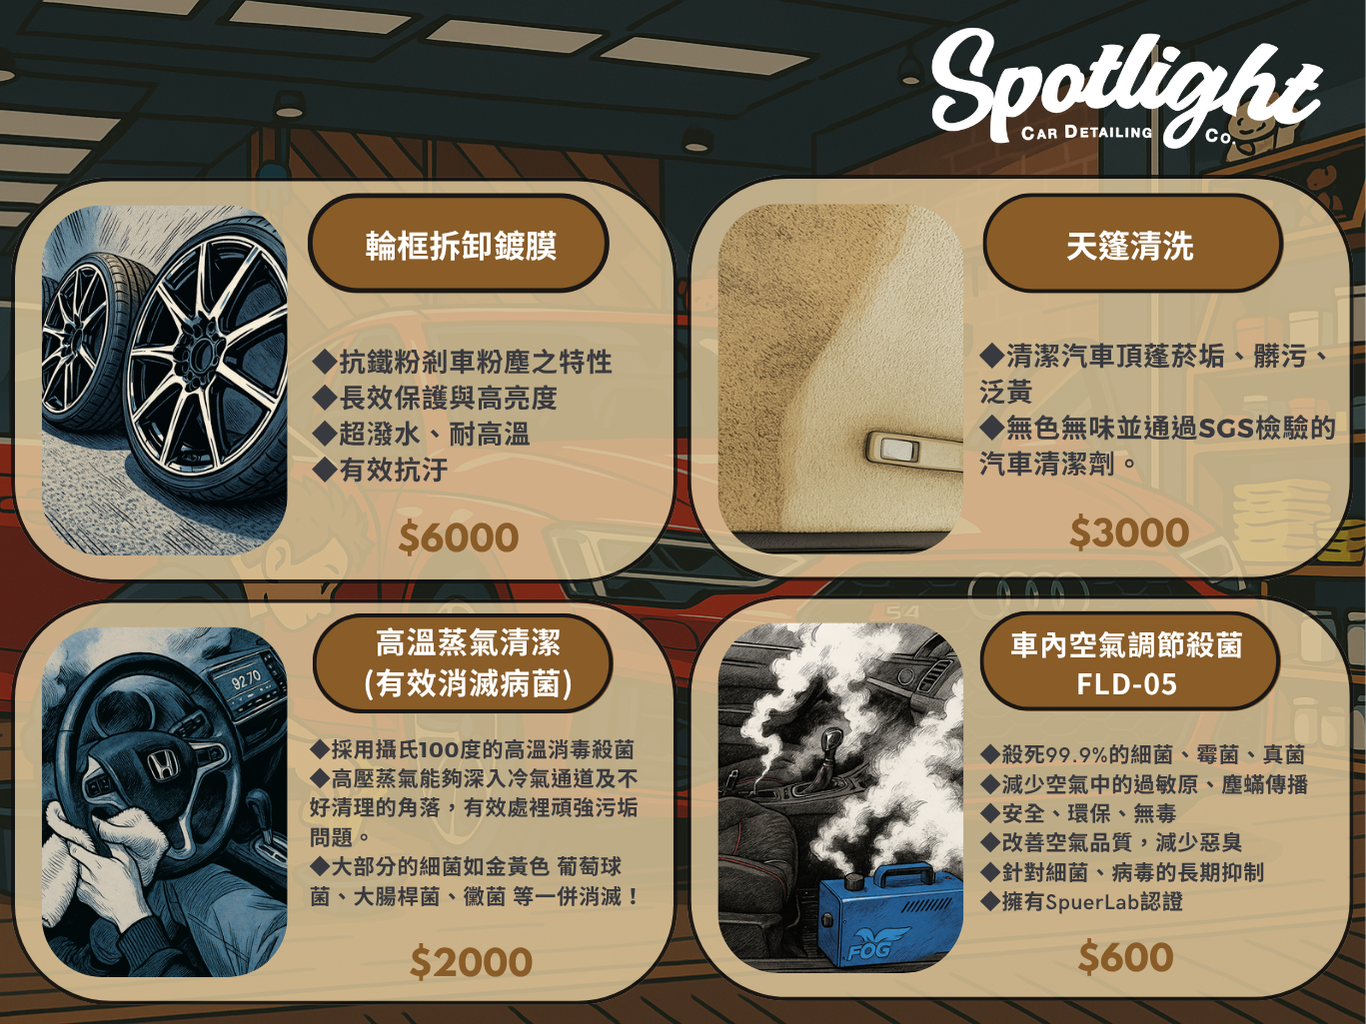 Spotlight
CAR DETAILING Co.
輪框拆卸鍍膜
◆抗鐵粉剎車粉塵之特性
◆長效保護與高亮度
◆超潑水、耐高溫
◆有效抗汙
$6000
天篷清洗
◆清潔汽車頂蓬菸垢、髒污、
泛黃
◆無色無味並通過SGS檢驗的
汽車清潔劑。
$3000
54
高溫蒸氣清潔
(有效消滅病菌)
9270
◆採用攝氏100度的高溫消毒殺菌
◆高壓蒸氣能夠深入冷氣通道及不
好清理的角落，有效處裡頑強污垢
問題。
◆大部分的細菌如金黃色 葡萄球
菌、大腸桿菌、黴菌 等一併消滅！
$2000
車內空氣調節殺菌
FLD-05
◆殺死99.9%的細菌、霉菌、真菌
◆減少空氣中的過敏原、塵蟎傳播
◆安全、環保、無毒
◆改善空氣品質，減少惡臭
◆針對細菌、病毒的長期抑制
◆擁有SpuerLab認證
FOG
$600